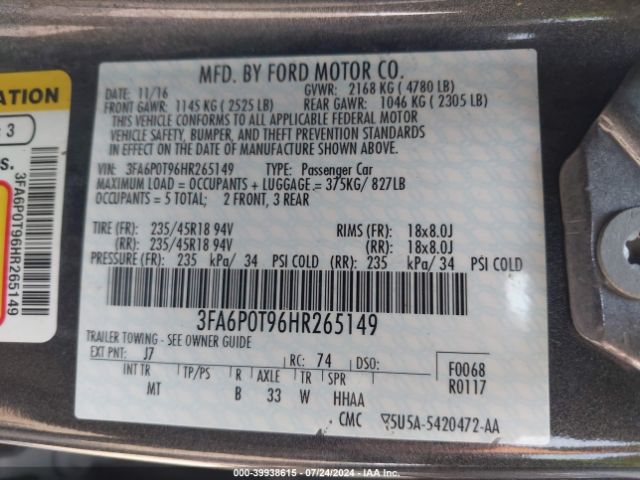 MFD. BY FORD MOTOR CO.
DATE: 11/16 GVWR: 2168 KG ( 4780 LB)
FRONT GAWR: 1145 KG ( 2525 LB) REAR GAWR: 1046 KG ( 2305 LB)
THIS VEHICLE CONFORMS TO ALL APPLICABLE FEDERAL MOTOR
VEHICLE SAFETY, BUMPER, AND THEFT PREVENTION STANDARDS
IN EFFECT ON THE DATE OF MANUFACTURE SHOWN ABOVE.
VIN: 3FA6P0T96HR265149 TYPE: Passenger Car
MAXIMUM LOAD = OCCUPANTS + LUGGAGE = 375KG/ 827LB
OCCUPANTS = 5 TOTAL; 2 FRONT, 3 REAR
TIRE (FR): 235/45R18 94V RIMS (FR): 18x8.0J
(RR): 235/45R18 94V (RR): 18x8.0J
PRESSURE (FR): 235 kPa/ 34 PSI COLD (RR): 235 kPa/ 34 PSI COLD
3FA6P0T96HR265149
TRAILER TOWING - SEE OWNER GUIDE
EXT PNT: J7 RC: 74 DSO: F0068
INT TR TP/PS R AXLE TR SPR R0117
MT B 33 W HHAA
CMC 5U5A-5420472-AA
ATION
: 3
s.
3FA6P0T96HR265149
000-39938615 - 07/24/2024 - IAA Inc.